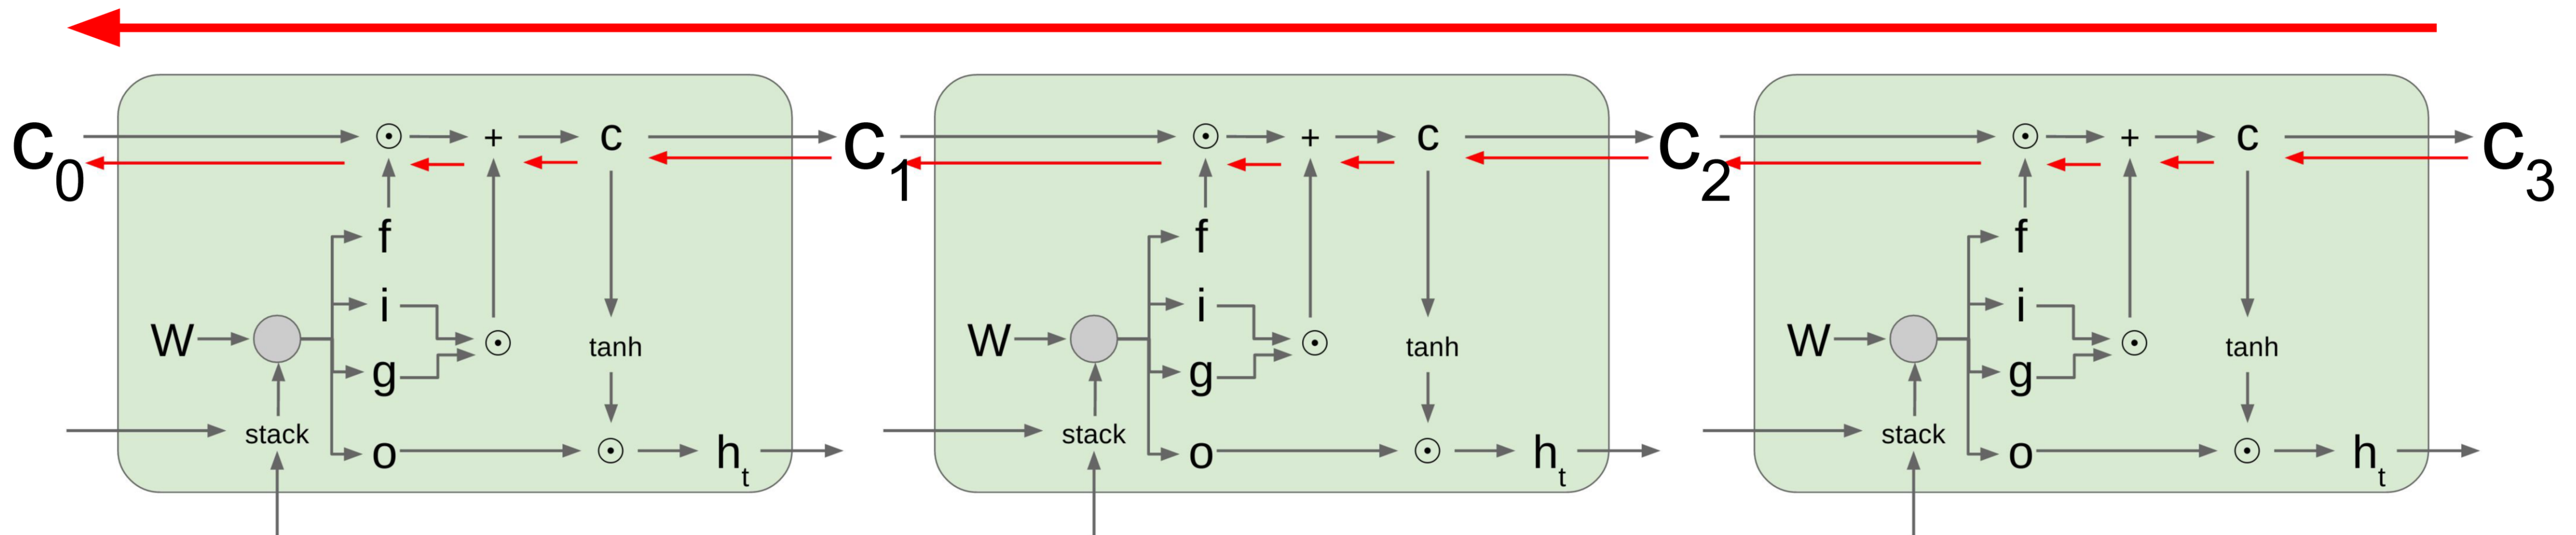 C0 ⊙ + c C1 ⊙ + c C2 ⊙ + c C3
f f f
i i i
W ⊙ tanh W ⊙ tanh W ⊙ tanh
g g g
stack stack stack
o ⊙ ht o ⊙ ht o ⊙ ht